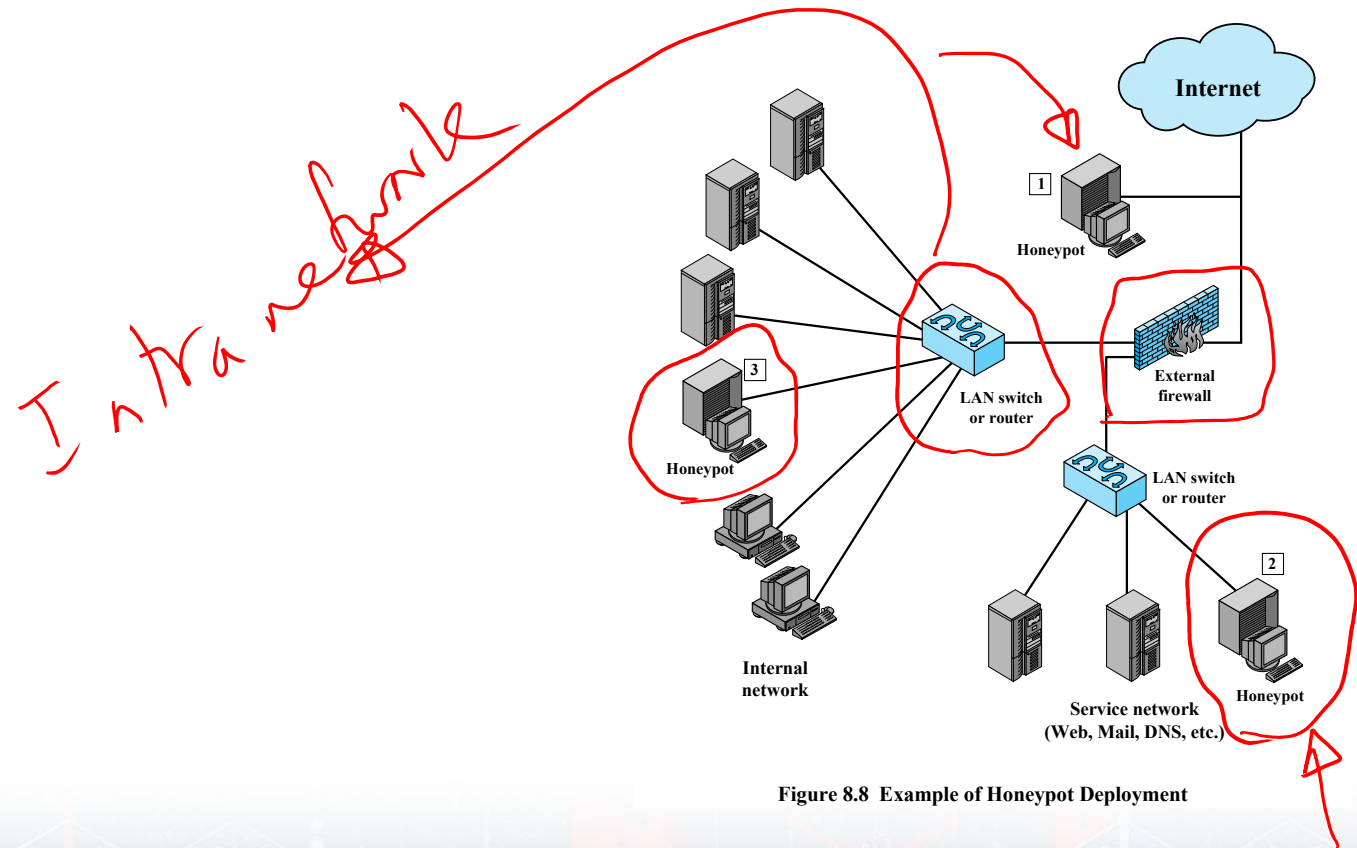 Internet
1
Honeypot
3
Honeypot
LAN switch
or router
External
firewall
LAN switch
or router
2
Honeypot
Internal
network
Service network
(Web, Mail, DNS, etc.)
Figure 8.8 Example of Honeypot Deployment